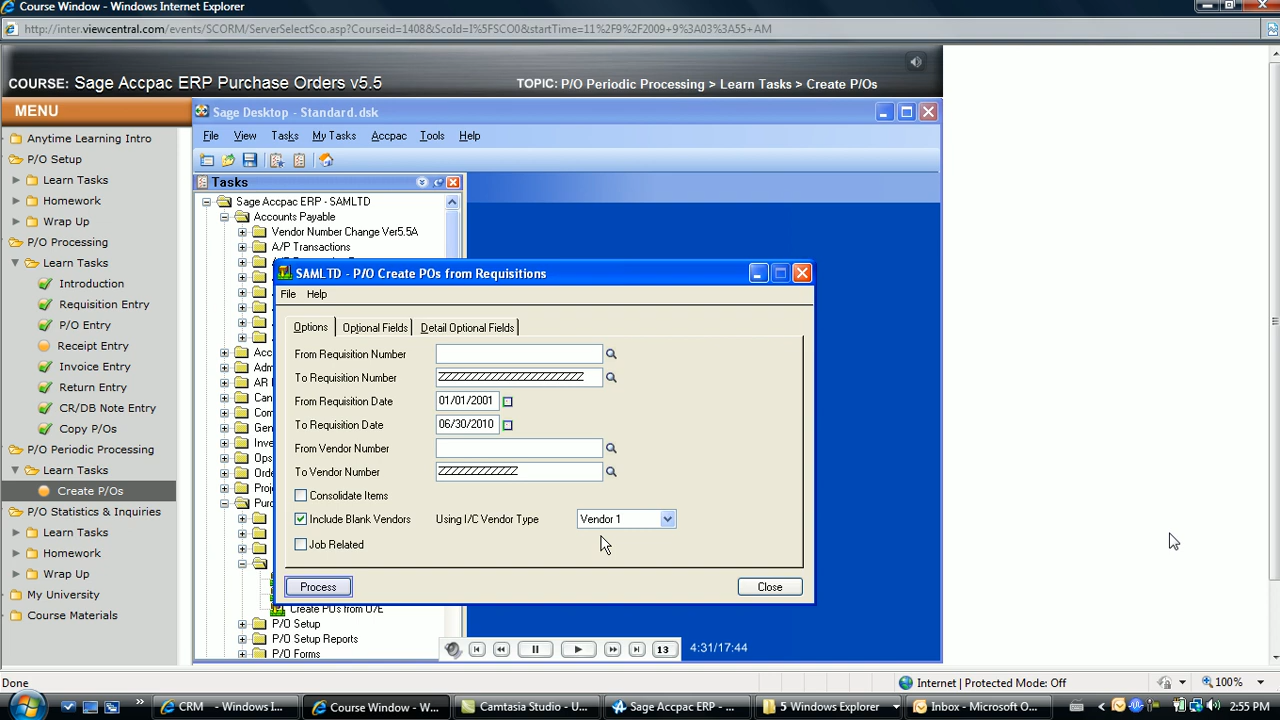 Course Window - Windows Internet Explorer
http://inter.viewcentral.com/events/SCORM/ServerSelectSco.asp?Courseid=1408&ScoId=I%5FSCO0&startTime=11%2F9%2F2009+9%3A03%3A55+AM
COURSE: Sage Accpac ERP Purchase Orders v5.5
TOPIC: P/O Periodic Processing > Learn Tasks > Create P/Os
MENU
Anytime Learning Intro
P/O Setup
Learn Tasks
Homework
Wrap Up
P/O Processing
Learn Tasks
Introduction
Requisition Entry
P/O Entry
Receipt Entry
Invoice Entry
Return Entry
CR/DB Note Entry
Copy P/Os
P/O Periodic Processing
Learn Tasks
Create P/Os
P/O Statistics & Inquiries
Learn Tasks
Homework
Wrap Up
My University
Course Materials
Sage Desktop - Standard.dsk
File View Tasks My Tasks Accpac Tools Help
Tasks
Sage Accpac ERP - SAMLTD
Accounts Payable
Vendor Number Change Ver5.5A
A/P Transactions
SAMLTD - P/O Create POs from Requisitions
File Help
Options Optional Fields Detail Optional Fields
From Requisition Number
To Requisition Number ZZZZZZZZZZZZZZZZZZZZZZ
From Requisition Date 01/01/2001
To Requisition Date 06/30/2010
From Vendor Number
To Vendor Number ZZZZZZZZZZZZ
Consolidate Items
Include Blank Vendors Using I/C Vendor Type Vendor 1
Job Related
Process Close
Create POs from O/E
P/O Setup
P/O Setup Reports
P/O Forms
13 4:31/17:44
Done
Internet | Protected Mode: Off
100%
CRM - Windows I...
Course Window - W...
Camtasia Studio - U...
Sage Accpac ERP - ...
5 Windows Explorer
Inbox - Microsoft O...
2:55 PM